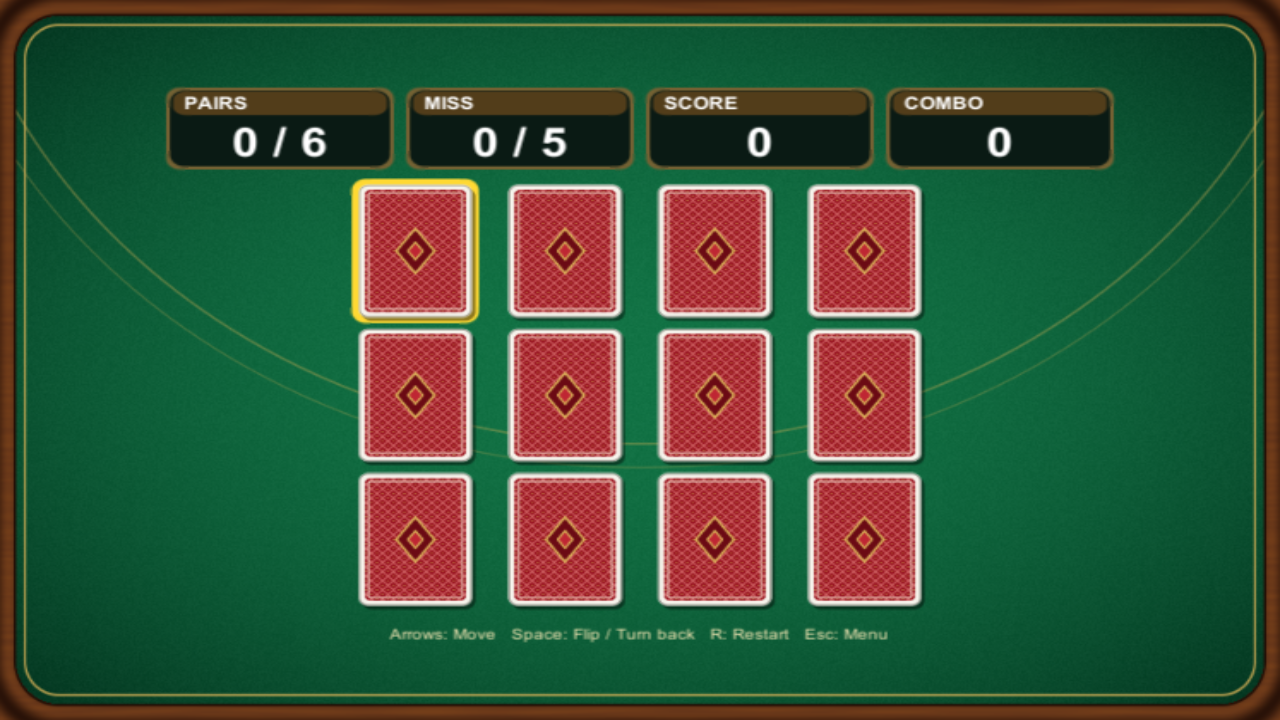 PAIRS MISS SCORE COMBO
0 / 6 0 / 5 0 0
Arrows: Move Space: Flip / Turn back R: Restart Esc: Menu